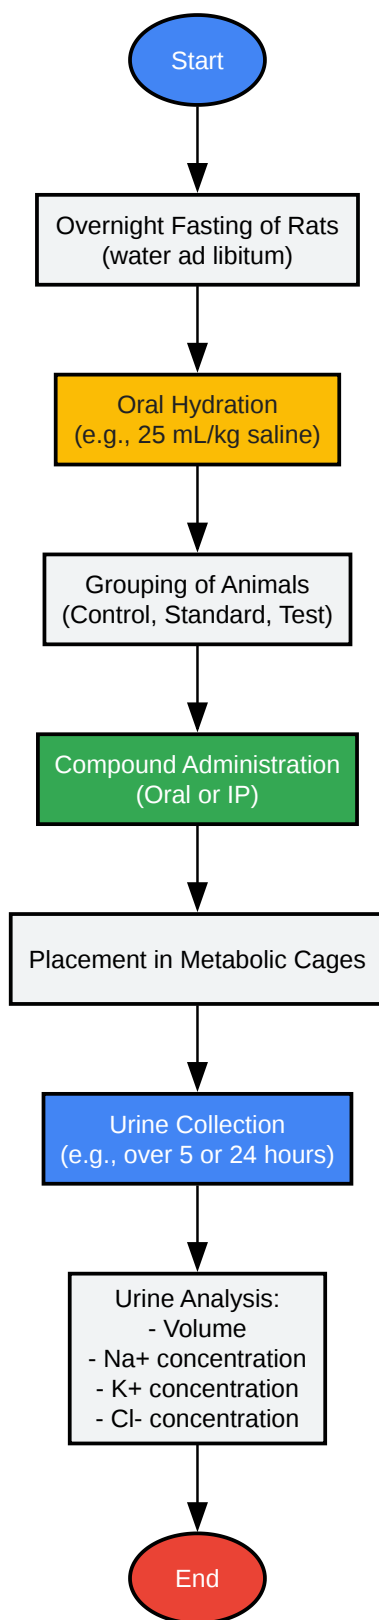 Start
Overnight Fasting of Rats
(water ad libitum)
Oral Hydration
(e.g., 25 mL/kg saline)
Grouping of Animals
(Control, Standard, Test)
Compound Administration
(Oral or IP)
Placement in Metabolic Cages
Urine Collection
(e.g., over 5 or 24 hours)
Urine Analysis:
- Volume
- Na+ concentration
- K+ concentration
- Cl- concentration
End